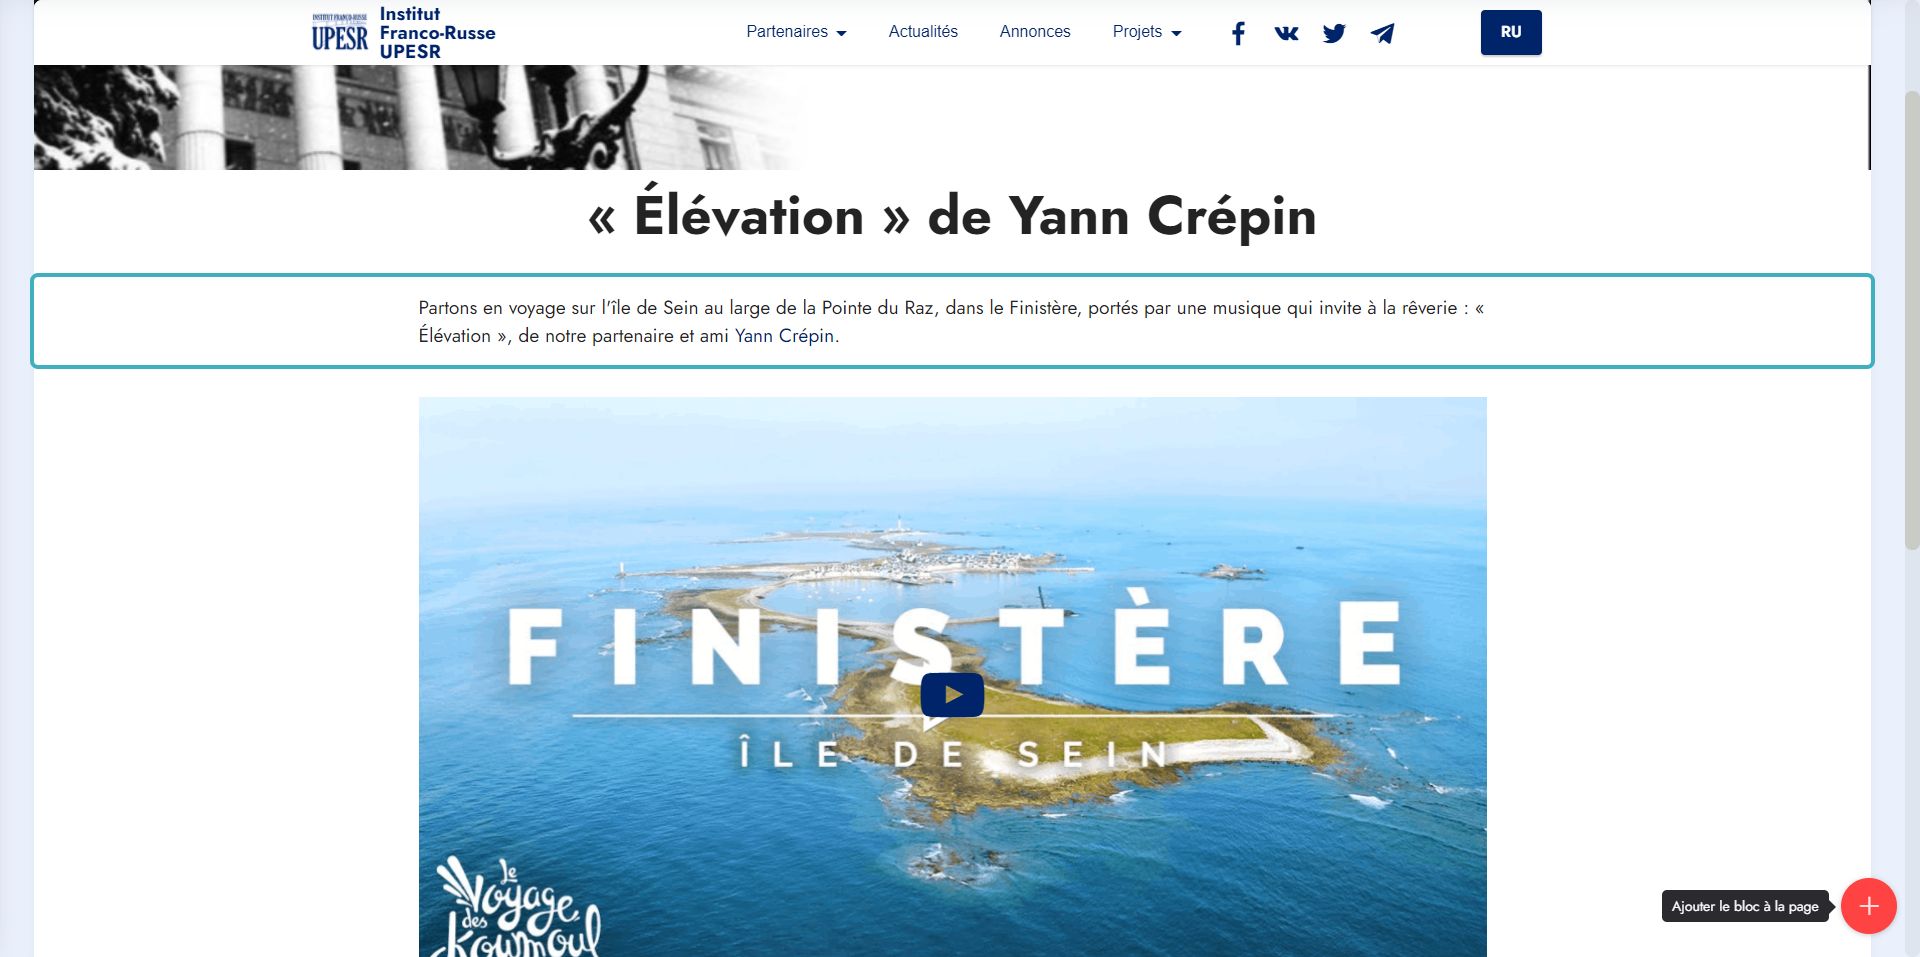 INSTITUT FRANCO-RUSSE
UPESR
Institut
Franco-Russe
UPESR
Partenaires
Actualités
Annonces
Projets
RU
« Élévation » de Yann Crépin
Partons en voyage sur l'île de Sein au large de la Pointe du Raz, dans le Finistère, portés par une musique qui invite à la rêverie : «
Élévation », de notre partenaire et ami Yann Crépin.
FINISTÈRE
ÎLE DE SEIN
le
Voyage
des
Koumoul
Ajouter le bloc à la page